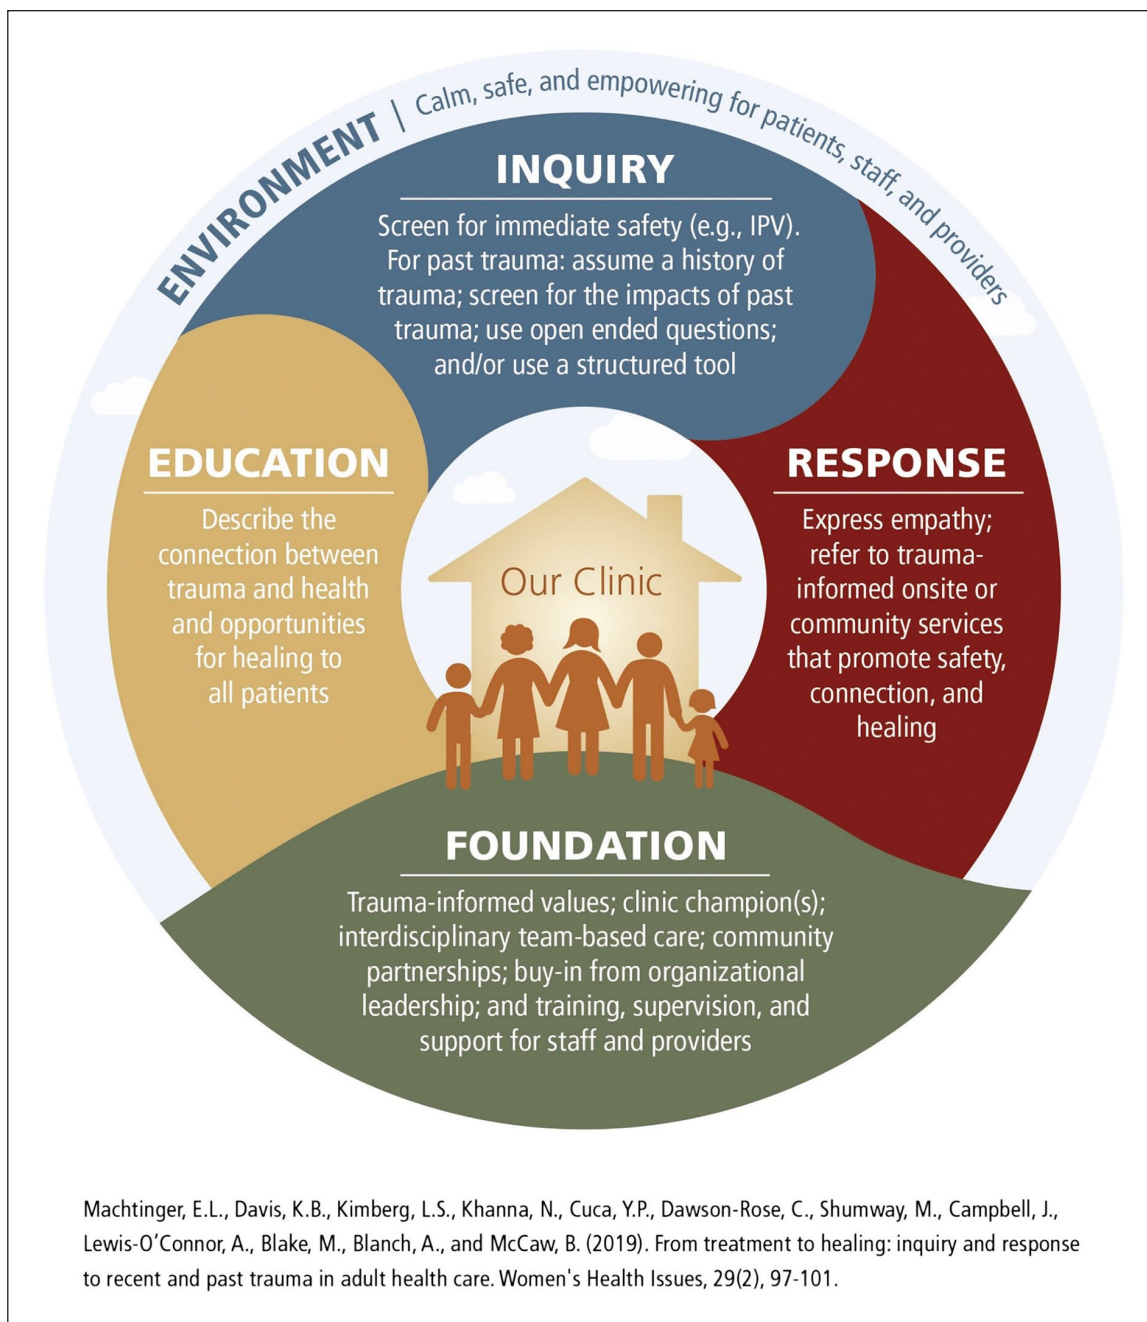 ENVIRONMENT | Calm, safe, and empowering for patients, staff, and providers
INQUIRY
Screen for immediate safety (e.g., IPV).
For past trauma: assume a history of
trauma; screen for the impacts of past
trauma; use open ended questions;
and/or use a structured tool
EDUCATION
Describe the
connection between
trauma and health
and opportunities
for healing to
all patients
RESPONSE
Express empathy;
refer to trauma-
informed onsite or
community services
that promote safety,
connection, and
healing
Our Clinic
FOUNDATION
Trauma-informed values; clinic champion(s);
interdisciplinary team-based care; community
partnerships; buy-in from organizational
leadership; and training, supervision, and
support for staff and providers
Machtinger, E.L., Davis, K.B., Kimberg, L.S., Khanna, N., Cuca, Y.P., Dawson-Rose, C., Shumway, M., Campbell, J.,
Lewis-O’Connor, A., Blake, M., Blanch, A., and McCaw, B. (2019). From treatment to healing: inquiry and response
to recent and past trauma in adult health care. Women's Health Issues, 29(2), 97-101.